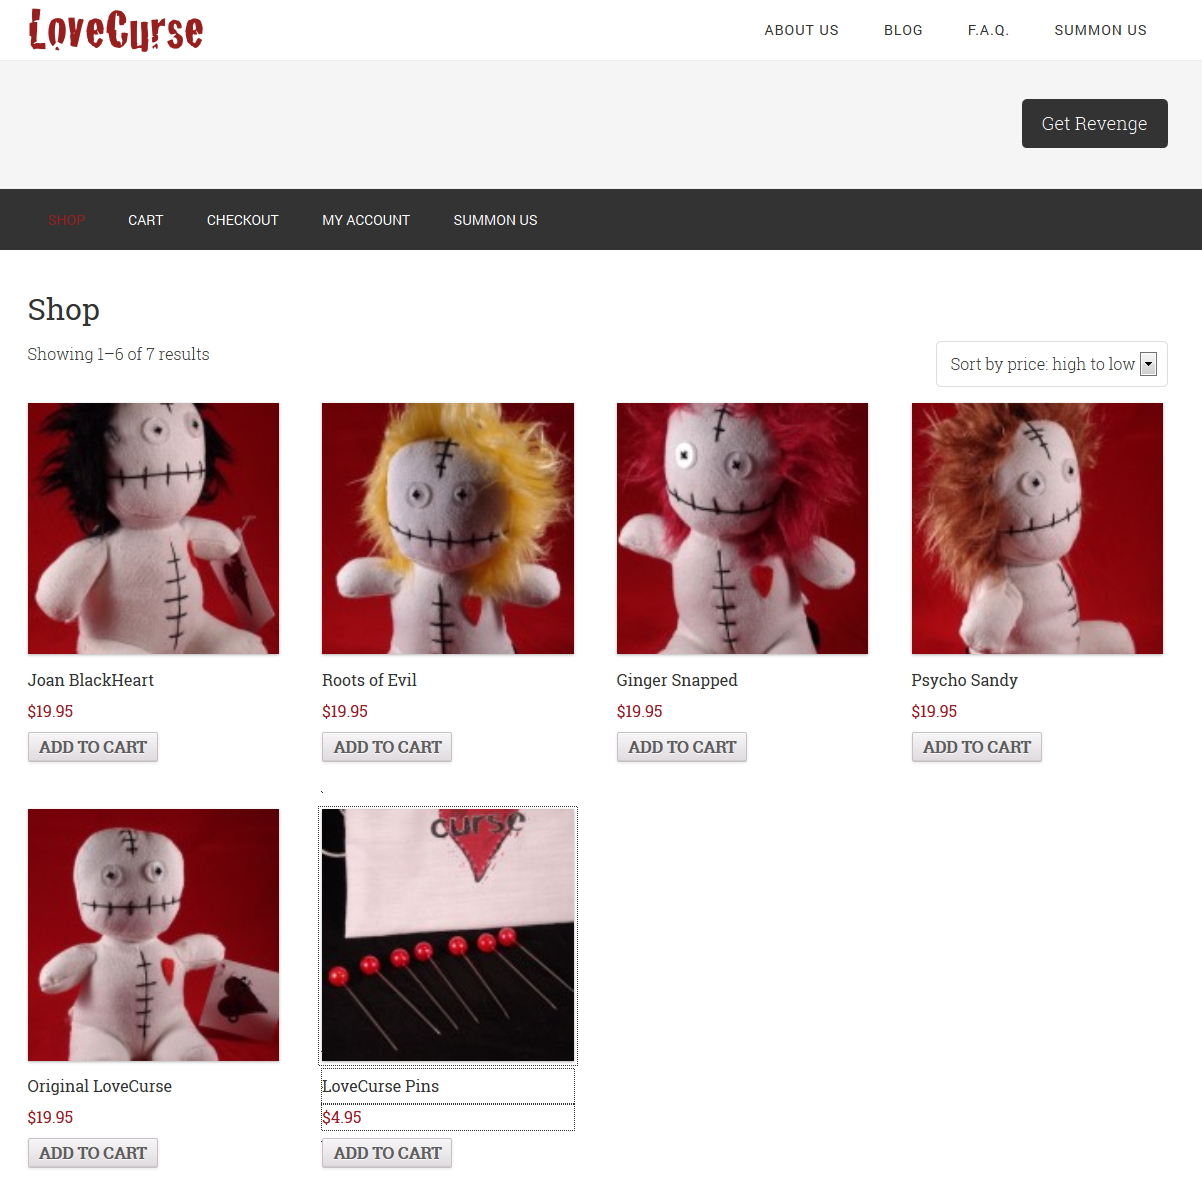 LoveCurse
ABOUT US BLOG F.A.Q. SUMMON US
Get Revenge
SHOP CART CHECKOUT MY ACCOUNT SUMMON US
Shop
Showing 1–6 of 7 results
Sort by price: high to low
Joan BlackHeart
$19.95
ADD TO CART
Roots of Evil
$19.95
ADD TO CART
Ginger Snapped
$19.95
ADD TO CART
Psycho Sandy
$19.95
ADD TO CART
Original LoveCurse
$19.95
ADD TO CART
curse
LoveCurse Pins
$4.95
ADD TO CART